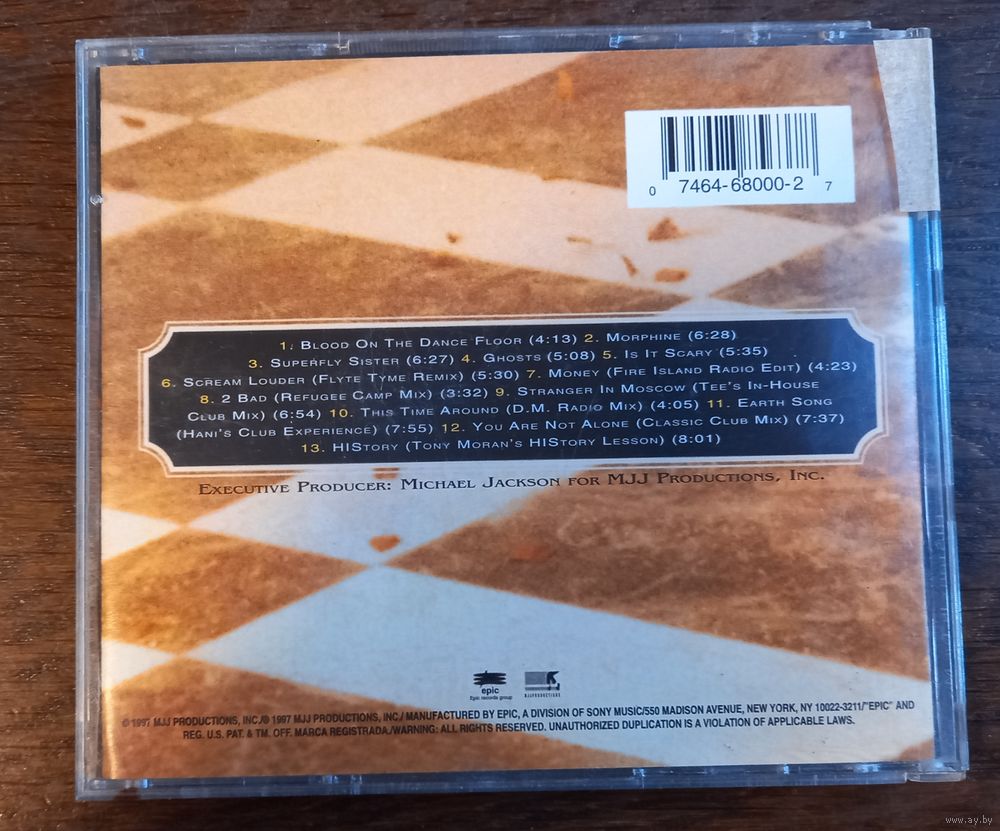 0 7464-68000-2 7
1. Blood On The Dance Floor (4:13) 2. Morphine (6:28)
3. Superfly Sister (6:27) 4. Ghosts (5:08) 5. Is It Scary (5:35)
6. Scream Louder (Flyte Tyme Remix) (5:30) 7. Money (Fire Island Radio Edit) (4:23)
8. 2 Bad (Refugee Camp Mix) (3:32) 9. Stranger In Moscow (Tee's In-House
Club Mix) (6:54) 10. This Time Around (D.M. Radio Mix) (4:05) 11. Earth Song
(Hani's Club Experience) (7:55) 12. You Are Not Alone (Classic Club Mix) (7:37)
13. HIStory (Tony Moran's HIStory Lesson) (8:01)
Executive Producer: Michael Jackson for MJJ Productions, Inc.
epic
Epic records group
MJJPRODUCTIONS
© 1997 MJJ PRODUCTIONS, INC./℗ 1997 MJJ PRODUCTIONS, INC./ MANUFACTURED BY EPIC, A DIVISION OF SONY MUSIC/550 MADISON AVENUE, NEW YORK, NY 10022-3211/"EPIC" AND
REG. U.S. PAT. & TM. OFF. MARCA REGISTRADA./WARNING: ALL RIGHTS RESERVED. UNAUTHORIZED DUPLICATION IS A VIOLATION OF APPLICABLE LAWS.
www.ay.by